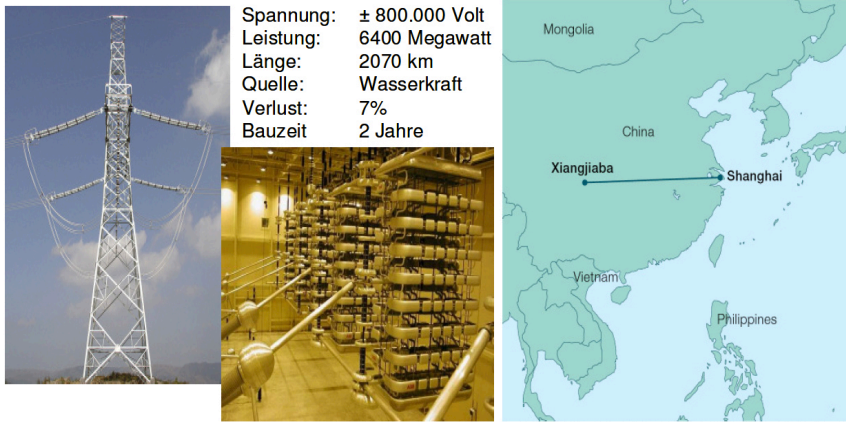 Spannung: ± 800.000 Volt
Leistung: 6400 Megawatt
Länge: 2070 km
Quelle: Wasserkraft
Verlust: 7%
Bauzeit 2 Jahre
Mongolia
China
Xiangjiaba
Shanghai
Vietnam
Philippines